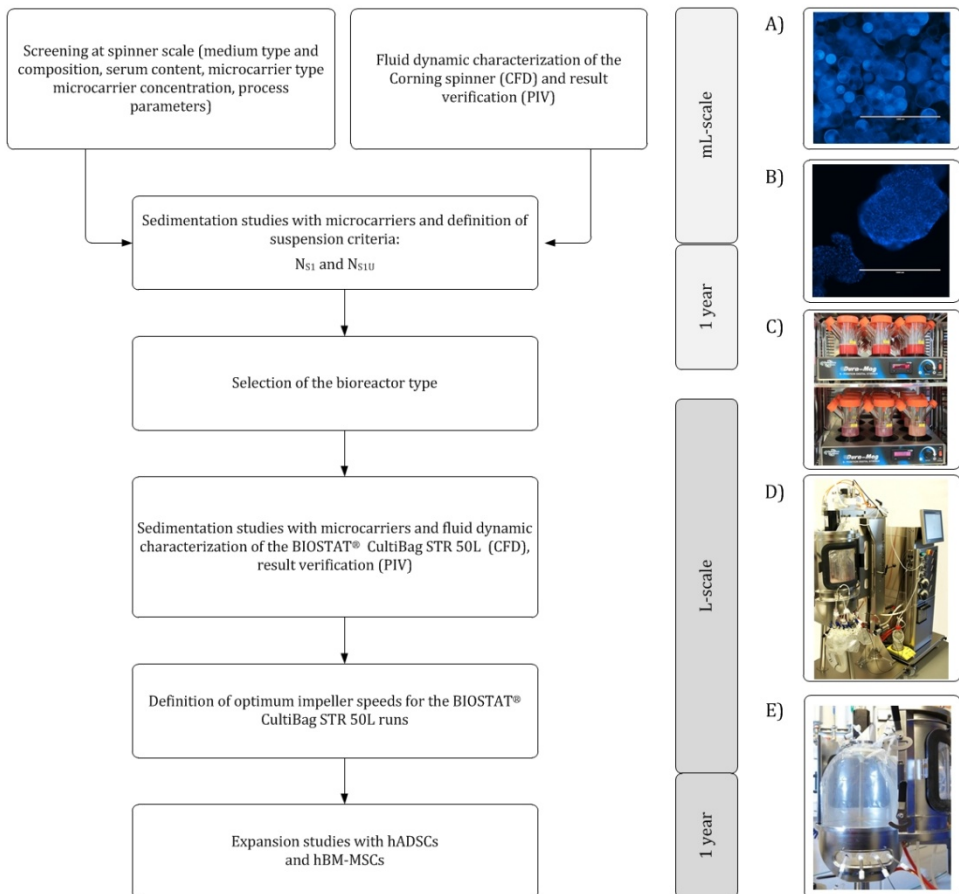 Screening at spinner scale (medium type and
composition, serum content, microcarrier type
microcarrier concentration, process
parameters)
Fluid dynamic characterization of the
Corning spinner (CFD) and result
verification (PIV)
Sedimentation studies with microcarriers and definition of
suspension criteria:
NS1 and NS1U
Selection of the bioreactor type
Sedimentation studies with microcarriers and fluid dynamic
characterization of the BIOSTAT® CultiBag STR 50L (CFD),
result verification (PIV)
Definition of optimum impeller speeds for the BIOSTAT®
CultiBag STR 50L runs
Expansion studies with hADSCs
and hBM-MSCs
mL-scale
1 year
L-scale
1 year
A)
B)
C)
Dura-Mag
Dura-Mag
D)
E)